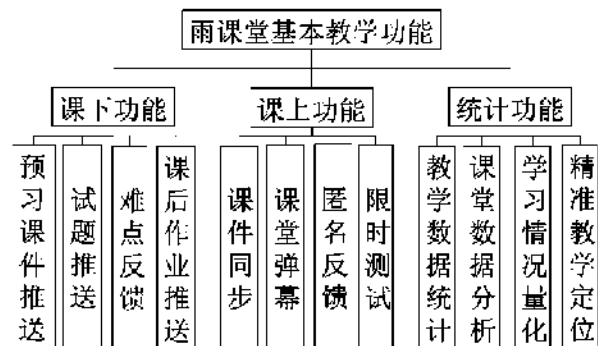 雨课堂基本教学功能
课下功能
课上功能
统计功能
预习课件推送
试题推送
难点反馈
课后作业推送
课件同步
课堂弹幕
匿名反馈
限时测试
教学数据统计
课堂数据分析
学习情况量化
精准教学定位